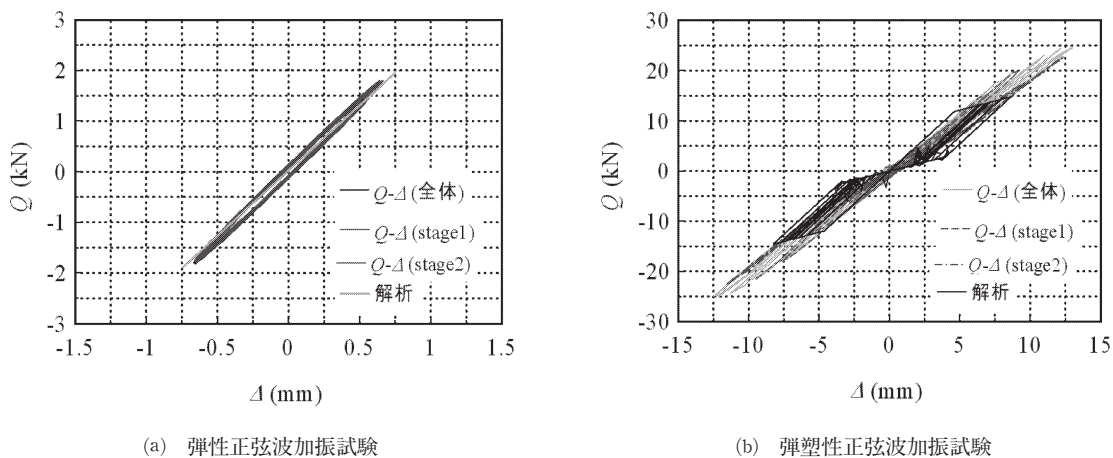 3
2
1
0
-1
-2
-3
Q (kN)
Q-Δ (全体)
Q-Δ (stage1)
Q-Δ (stage2)
解析
-1.5 -1 -0.5 0 0.5 1 1.5
Δ (mm)
(a) 弾性正弦波加振試験
30
20
10
0
-10
-20
-30
Q (kN)
Q-Δ (全体)
Q-Δ (stage1)
Q-Δ (stage2)
解析
-15 -10 -5 0 5 10 15
Δ (mm)
(b) 弾塑性正弦波加振試験